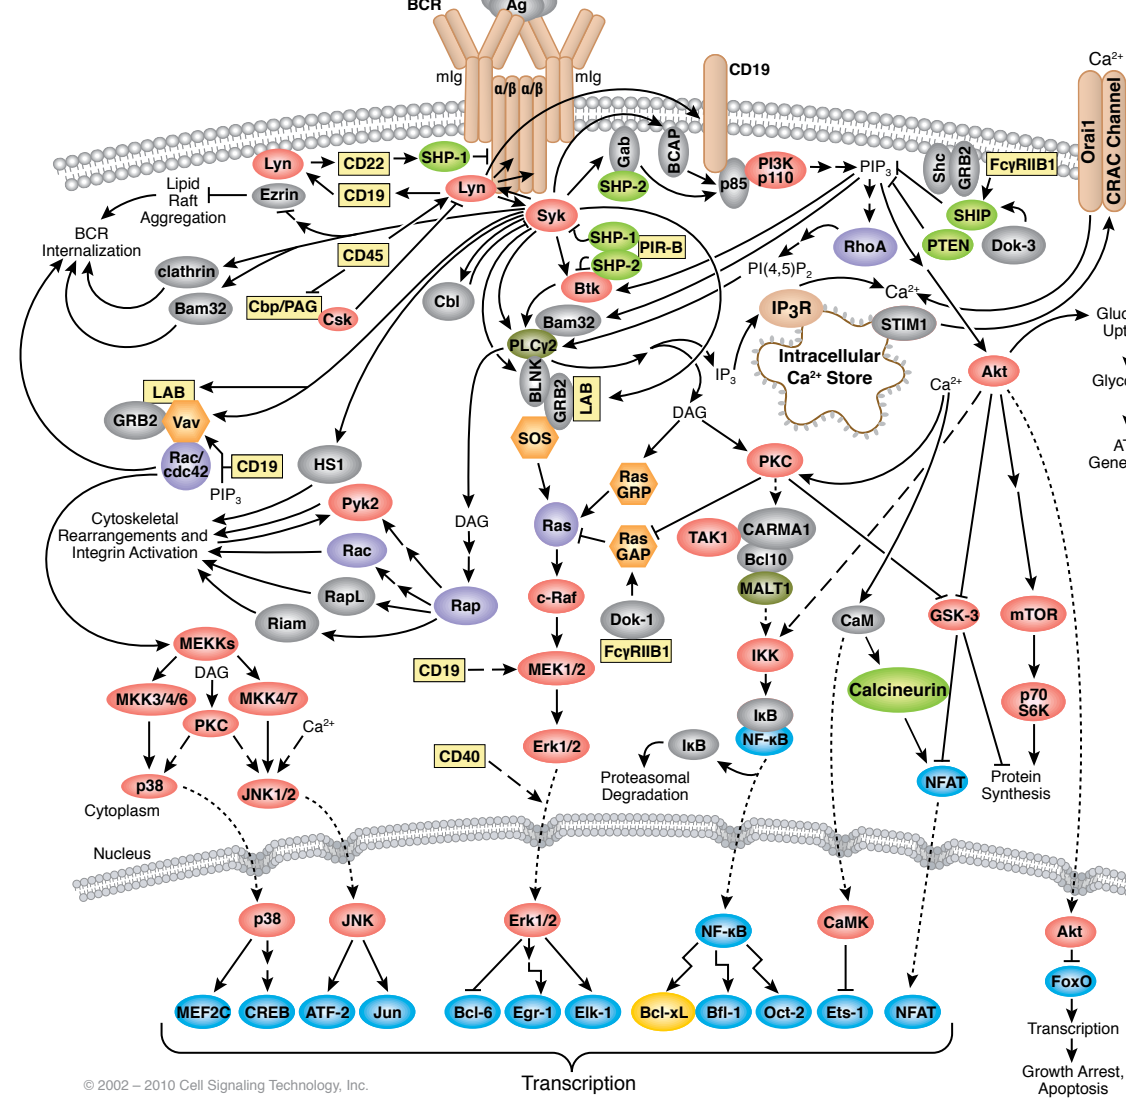 BCR
Ag
mIg
α/β
α/β
mIg
CD19
Ca²⁺
Orai1
CRAC Channel
Lyn
CD22
SHP-1
Gab
BCAP
PI3K
p110
p85
SHP-2
PIP₃
Shc
GRB2
FcγRIIB1
Lipid
Raft
Aggregation
Ezrin
CD19
Lyn
Syk
SHIP
BCR
Internalization
RhoA
PTEN
Dok-3
SHP-1
PIR-B
SHP-2
CD45
clathrin
Bam32
Cbp/PAG
Csk
Cbl
Btk
PI(4,5)P₂
Ca²⁺
IP₃R
STIM1
Bam32
PLCγ2
BLNK
GRB2
LAB
IP₃
Intracellular
Ca²⁺ Store
Akt
Gluc
Upt
Glyc
AT
Gene
Ca²⁺
LAB
GRB2
Vav
Rac/
cdc42
CD19
PIP₃
HS1
SOS
DAG
PKC
Ras
GRP
Pyk2
Cytoskeletal
Rearrangements and
Integrin Activation
Rac
RapL
Riam
DAG
Rap
Ras
Ras
GAP
TAK1
CARMA1
Bcl10
MALT1
c-Raf
Dok-1
FcγRIIB1
CaM
GSK-3
mTOR
MEKKs
CD19
MEK1/2
IKK
DAG
MKK3/4/6
MKK4/7
PKC
Ca²⁺
Calcineurin
p70
S6K
IκB
NF-κB
Erk1/2
CD40
IκB
Proteasomal
Degradation
p38
JNK1/2
NFAT
Protein
Synthesis
Cytoplasm
Nucleus
p38
JNK
Erk1/2
NF-κB
CaMK
Akt
FoxO
MEF2C
CREB
ATF-2
Jun
Bcl-6
Egr-1
Elk-1
Bcl-xL
Bfl-1
Oct-2
Ets-1
NFAT
Transcription
Growth Arrest,
Apoptosis
Transcription
© 2002 – 2010 Cell Signaling Technology, Inc.